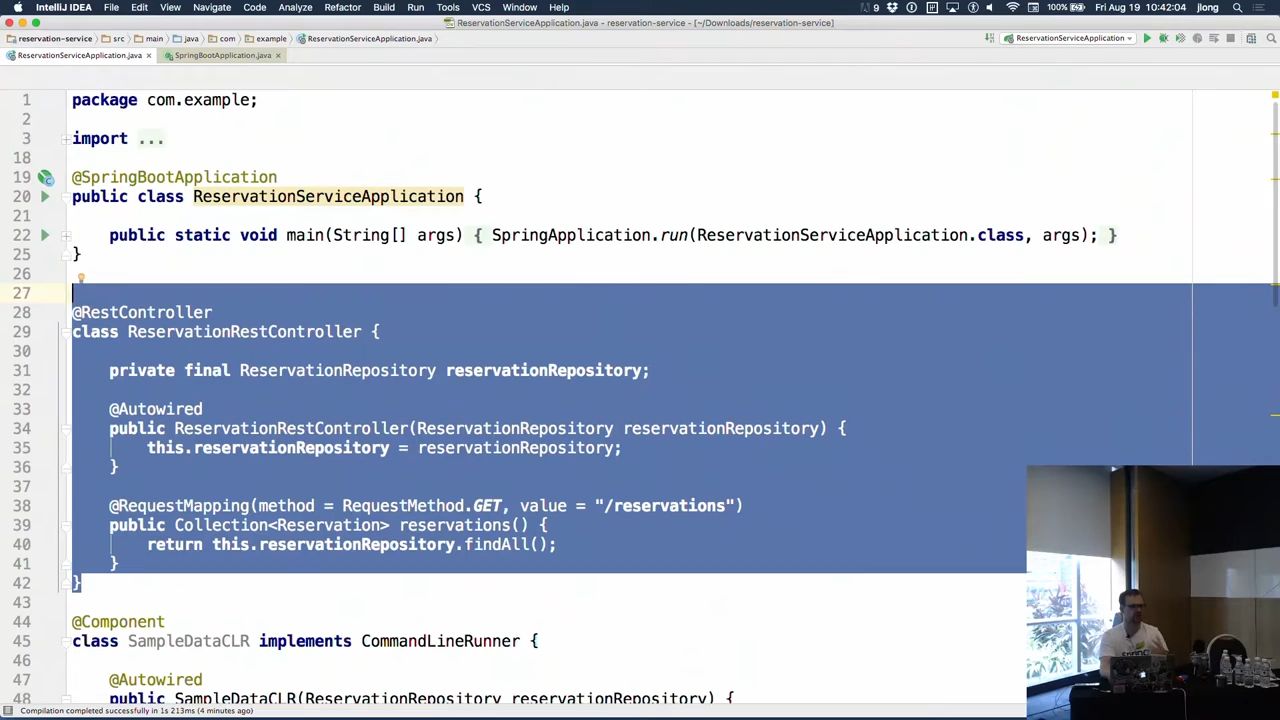 IntelliJ IDEA File Edit View Navigate Code Analyze Refactor Build Run Tools VCS Window Help 9 100% Fri Aug 19 10:42:04 jlong
ReservationServiceApplication.java - reservation-service - [~/Downloads/reservation-service]
reservation-service src main java com example ReservationServiceApplication.java ReservationServiceApplication
ReservationServiceApplication.java SpringBootApplication.java
1 package com.example;
2
3 import ...
18
19 @SpringBootApplication
20 public class ReservationServiceApplication {
21
22 public static void main(String[] args) { SpringApplication.run(ReservationServiceApplication.class, args); }
25 }
26
27
28 @RestController
29 class ReservationRestController {
30
31 private final ReservationRepository reservationRepository;
32
33 @Autowired
34 public ReservationRestController(ReservationRepository reservationRepository) {
35 this.reservationRepository = reservationRepository;
36 }
37
38 @RequestMapping(method = RequestMethod.GET, value = "/reservations")
39 public Collection<Reservation> reservations() {
40 return this.reservationRepository.findAll();
41 }
42 }
43
44 @Component
45 class SampleDataCLR implements CommandLineRunner {
46
47 @Autowired
48 public SampleDataCLR(ReservationRepository reservationRepository) {
Compilation completed successfully in 1s 213ms (4 minutes ago)